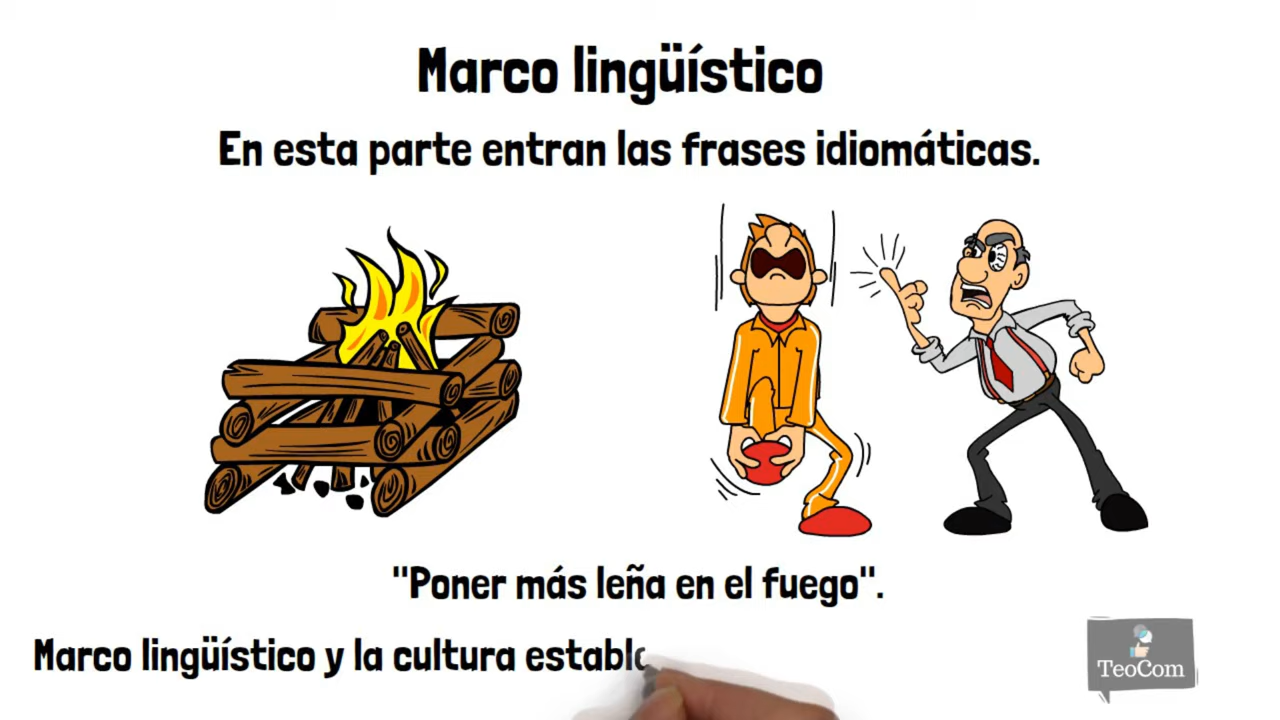 Marco lingüístico
En esta parte entran las frases idiomáticas.
"Poner más leña en el fuego".
Marco lingüístico y la cultura
TeoCom